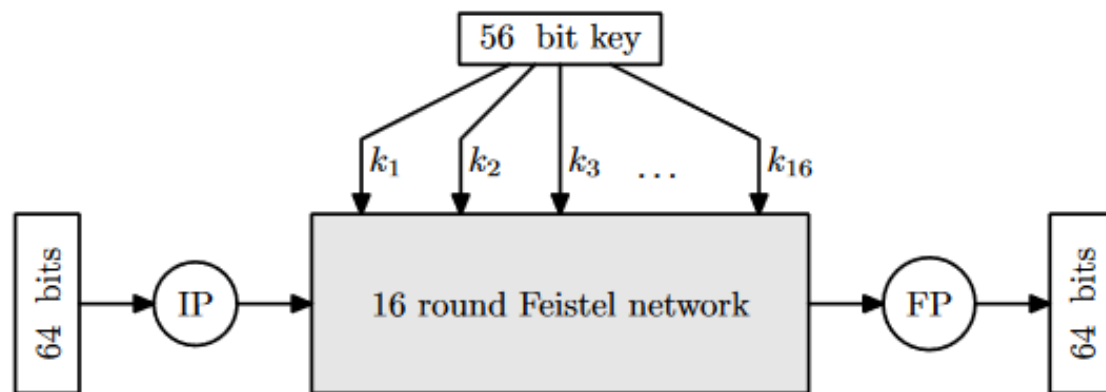 56 bit key
k1 k2 k3 ... k16
64 bits
IP
16 round Feistel network
FP
64 bits